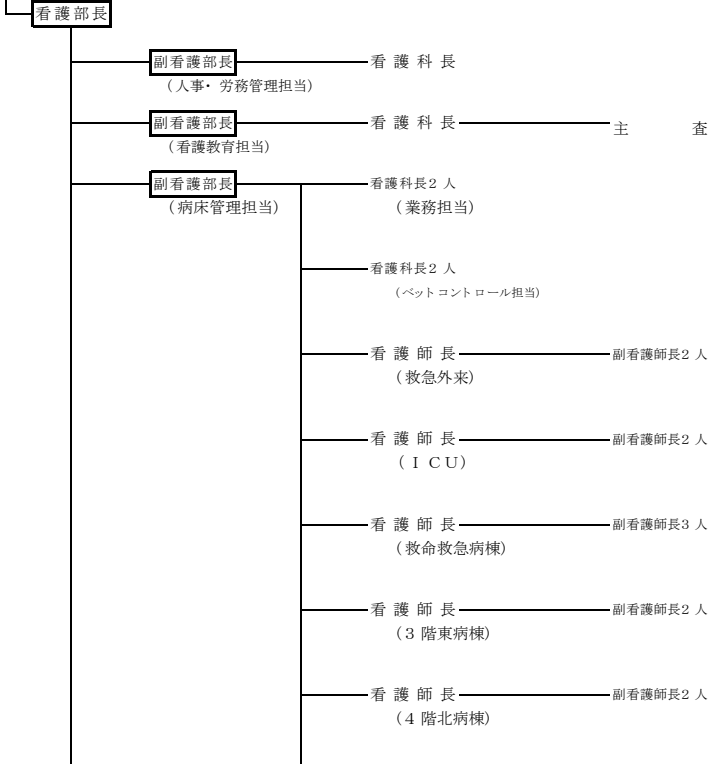 看護部長
副看護部長 看護科長
(人事・労務管理担当)
副看護部長 看護科長 主査
(看護教育担当)
副看護部長 看護科長2人
(病床管理担当) (業務担当)
看護科長2人
(ベットコントロール担当)
看護師長 副看護師長2人
(救急外来)
看護師長 副看護師長2人
(ICU)
看護師長 副看護師長3人
(救命救急病棟)
看護師長 副看護師長2人
(3階東病棟)
看護師長 副看護師長2人
(4階北病棟)